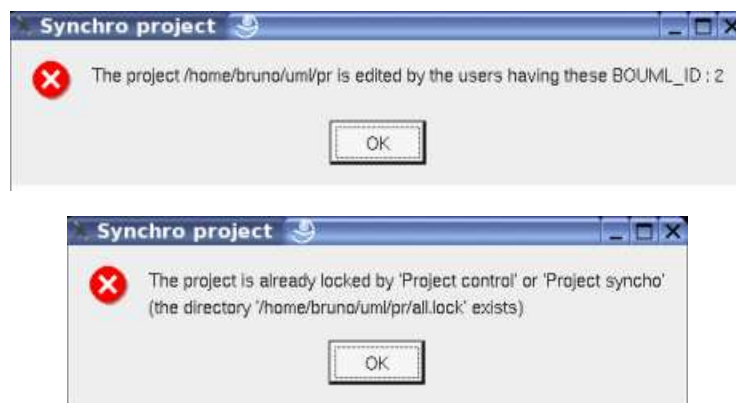 Synchro project
The project /home/bruno/uml/pr is edited by the users having these BOUML_ID : 2
OK
Synchro project
The project is already locked by 'Project control' or 'Project syncho'
(the directory '/home/bruno/uml/pr/all.lock' exists)
OK